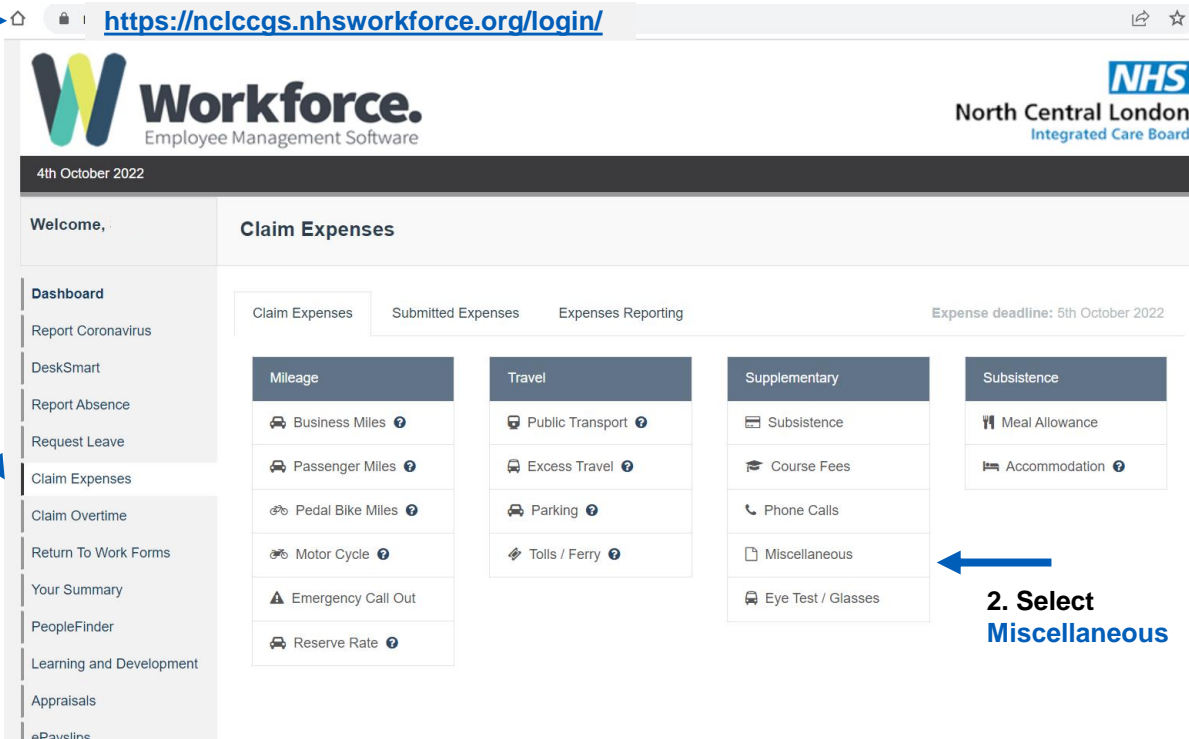 https://nclccgs.nhsworkforce.org/login/
Workforce.
Employee Management Software
NHS
North Central London
Integrated Care Board
4th October 2022
Welcome,
Claim Expenses
Dashboard
Report Coronavirus
DeskSmart
Report Absence
Request Leave
Claim Expenses
Claim Overtime
Return To Work Forms
Your Summary
PeopleFinder
Learning and Development
Appraisals
ePayslips
Claim Expenses Submitted Expenses Expenses Reporting Expense deadline: 5th October 2022
Mileage
Business Miles
Passenger Miles
Pedal Bike Miles
Motor Cycle
Emergency Call Out
Reserve Rate
Travel
Public Transport
Excess Travel
Parking
Tolls / Ferry
Supplementary
Subsistence
Course Fees
Phone Calls
Miscellaneous
Eye Test / Glasses
Subsistence
Meal Allowance
Accommodation
2. Select
Miscellaneous